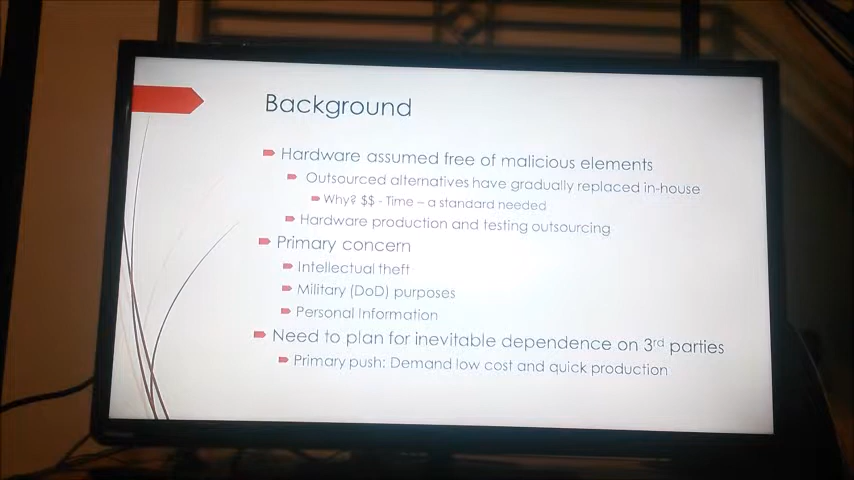 Background
Hardware assumed free of malicious elements
Outsourced alternatives have gradually replaced in-house
Why? $$ - Time – a standard needed
Hardware production and testing outsourcing
Primary concern
Intellectual theft
Military (DoD) purposes
Personal Information
Need to plan for inevitable dependence on 3rd parties
Primary push: Demand low cost and quick production